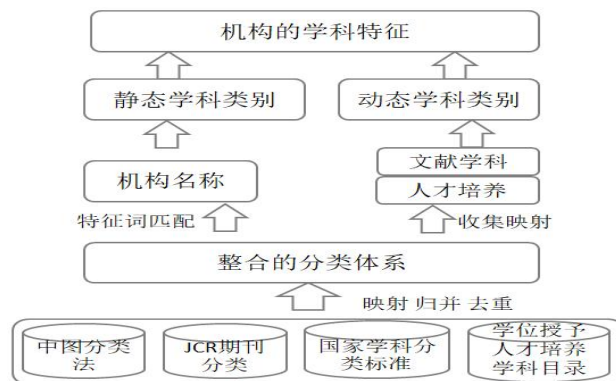 机构的学科特征
静态学科类别
动态学科类别
机构名称
文献学科
人才培养
特征词匹配
收集映射
整合的分类体系
映射 归并 去重
中图分类
法
JCR期刊
分类
国家学科分
类标准
学位授予
人才培养
学科目录